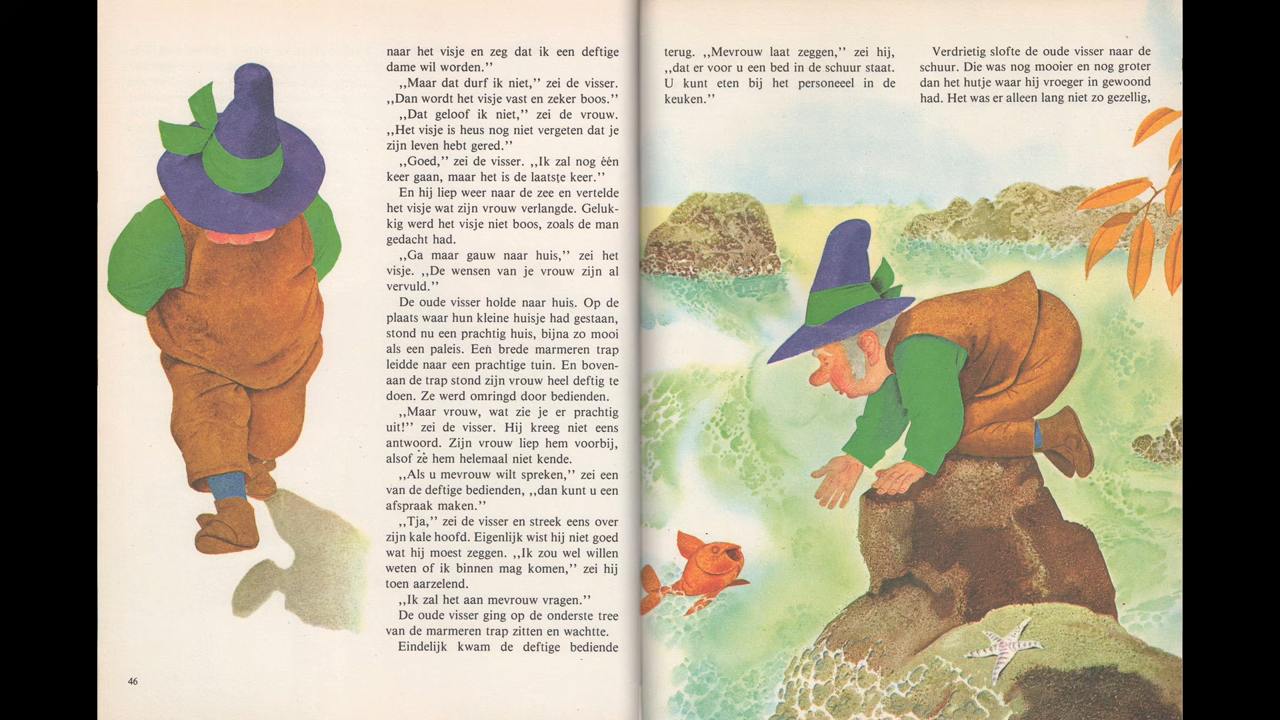 naar het visje en zeg dat ik een deftige
dame wil worden.’’
,,Maar dat durf ik niet,’’ zei de visser.
,,Dan wordt het visje vast en zeker boos.’’
,,Dat geloof ik niet,’’ zei de vrouw.
,,Het visje is heus nog niet vergeten dat je
zijn leven hebt gered.’’
,,Goed,’’ zei de visser. ,,Ik zal nog één
keer gaan, maar het is de laatste keer.’’
En hij liep weer naar de zee en vertelde
het visje wat zijn vrouw verlangde. Geluk-
kig werd het visje niet boos, zoals de man
gedacht had.
,,Ga maar gauw naar huis,’’ zei het
visje. ,,De wensen van je vrouw zijn al
vervuld.’’
De oude visser holde naar huis. Op de
plaats waar hun kleine huisje had gestaan,
stond nu een prachtig huis, bijna zo mooi
als een paleis. Een brede marmeren trap
leidde naar een prachtige tuin. En boven-
aan de trap stond zijn vrouw heel deftig te
doen. Ze werd omringd door bedienden.
,,Maar vrouw, wat zie je er prachtig
uit!’’ zei de visser. Hij kreeg niet eens
antwoord. Zijn vrouw liep hem voorbij,
alsof ze hem helemaal niet kende.
,,Als u mevrouw wilt spreken,’’ zei een
van de deftige bedienden, ,,dan kunt u een
afspraak maken.’’
,,Tja,’’ zei de visser en streek eens over
zijn kale hoofd. Eigenlijk wist hij niet goed
wat hij moest zeggen. ,,Ik zou wel willen
weten of ik binnen mag komen,’’ zei hij
toen aarzelend.
,,Ik zal het aan mevrouw vragen.’’
De oude visser ging op de onderste tree
van de marmeren trap zitten en wachtte.
Eindelijk kwam de deftige bediende
46
terug. ,,Mevrouw laat zeggen,’’ zei hij,
,,dat er voor u een bed in de schuur staat.
U kunt eten bij het personeeel in de
keuken.’’
Verdrietig slofte de oude visser naar de
schuur. Die was nog mooier en nog groter
dan het hutje waar hij vroeger in gewoond
had. Het was er alleen lang niet zo gezellig,